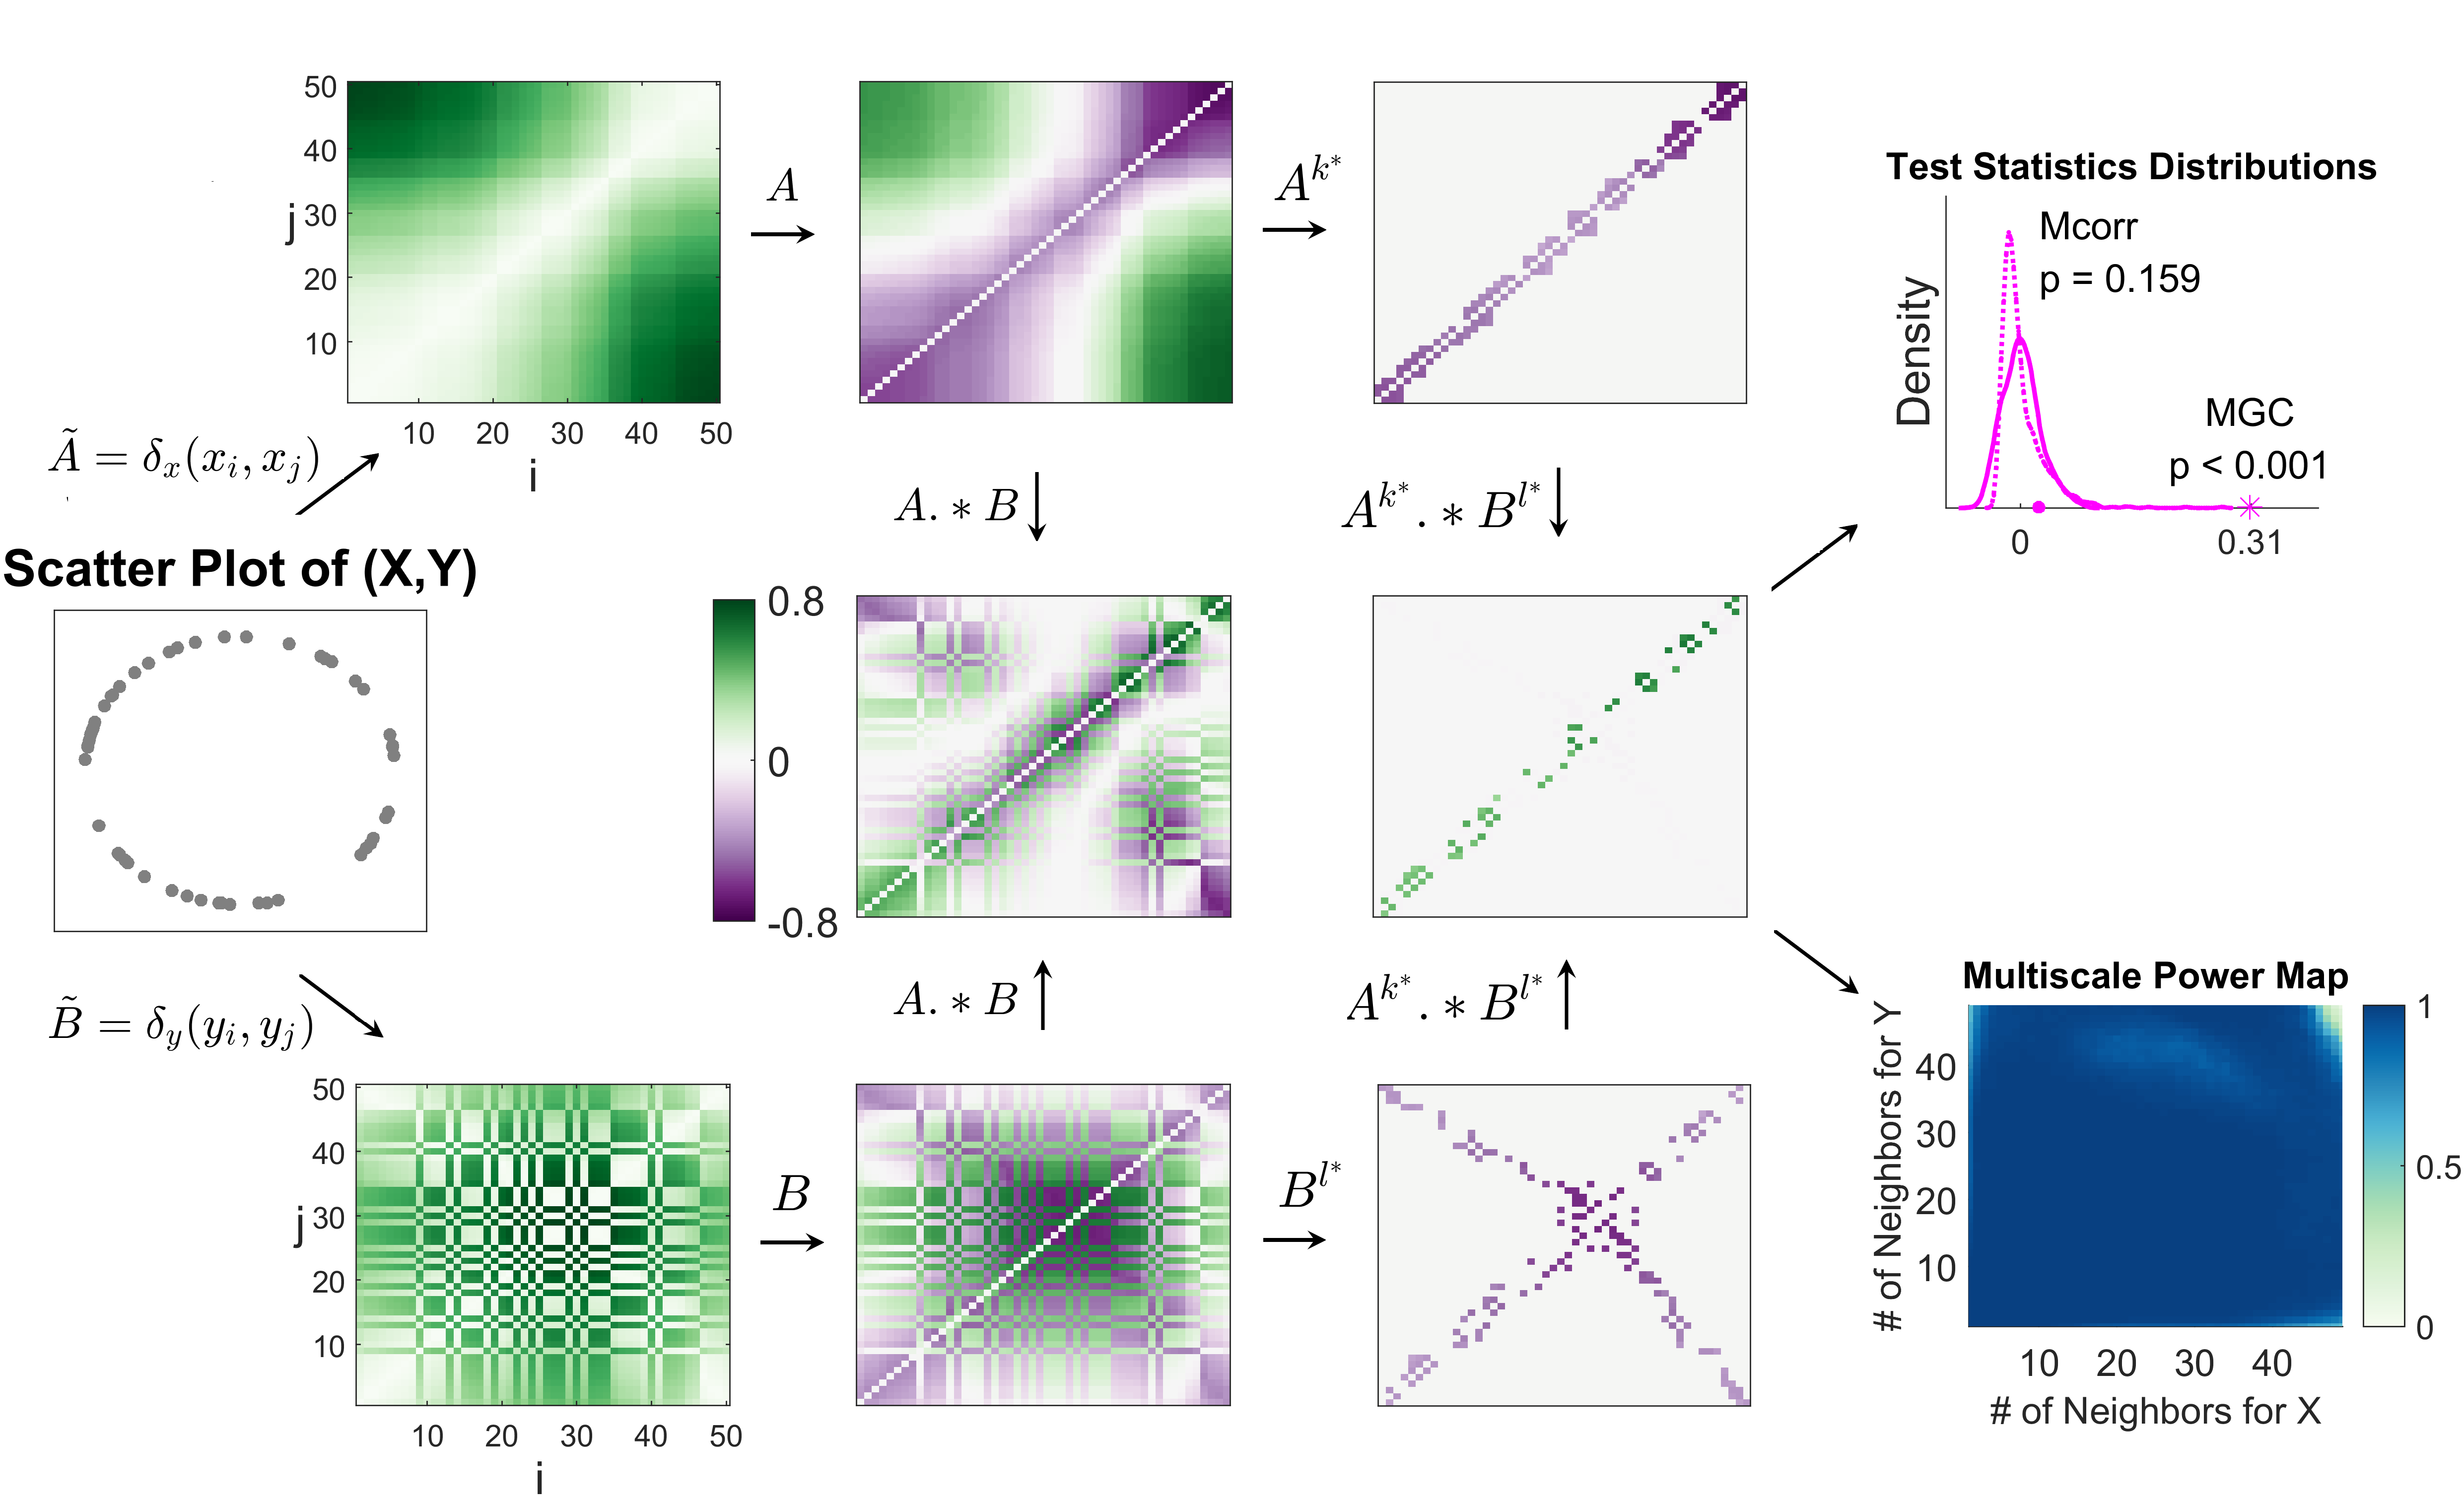 50
40
j 30
20
10
10 20 30 40 50
i
A
A^{k^*}
Test Statistics Distributions
Mcorr
p = 0.159
MGC
p < 0.001
Density
0 0.31
Ã = δ_x(x_i, x_j)
A. ∗ B
A^{k^*}. ∗ B^{l^*}
Scatter Plot of (X,Y)
0.8
0
-0.8
B̃ = δ_y(y_i, y_j)
A. ∗ B
A^{k^*}. ∗ B^{l^*}
Multiscale Power Map
# of Neighbors for Y
40
30
20
10
10 20 30 40
# of Neighbors for X
1
0.5
0
50
40
j 30
20
10
10 20 30 40 50
i
B
B^{l^*}